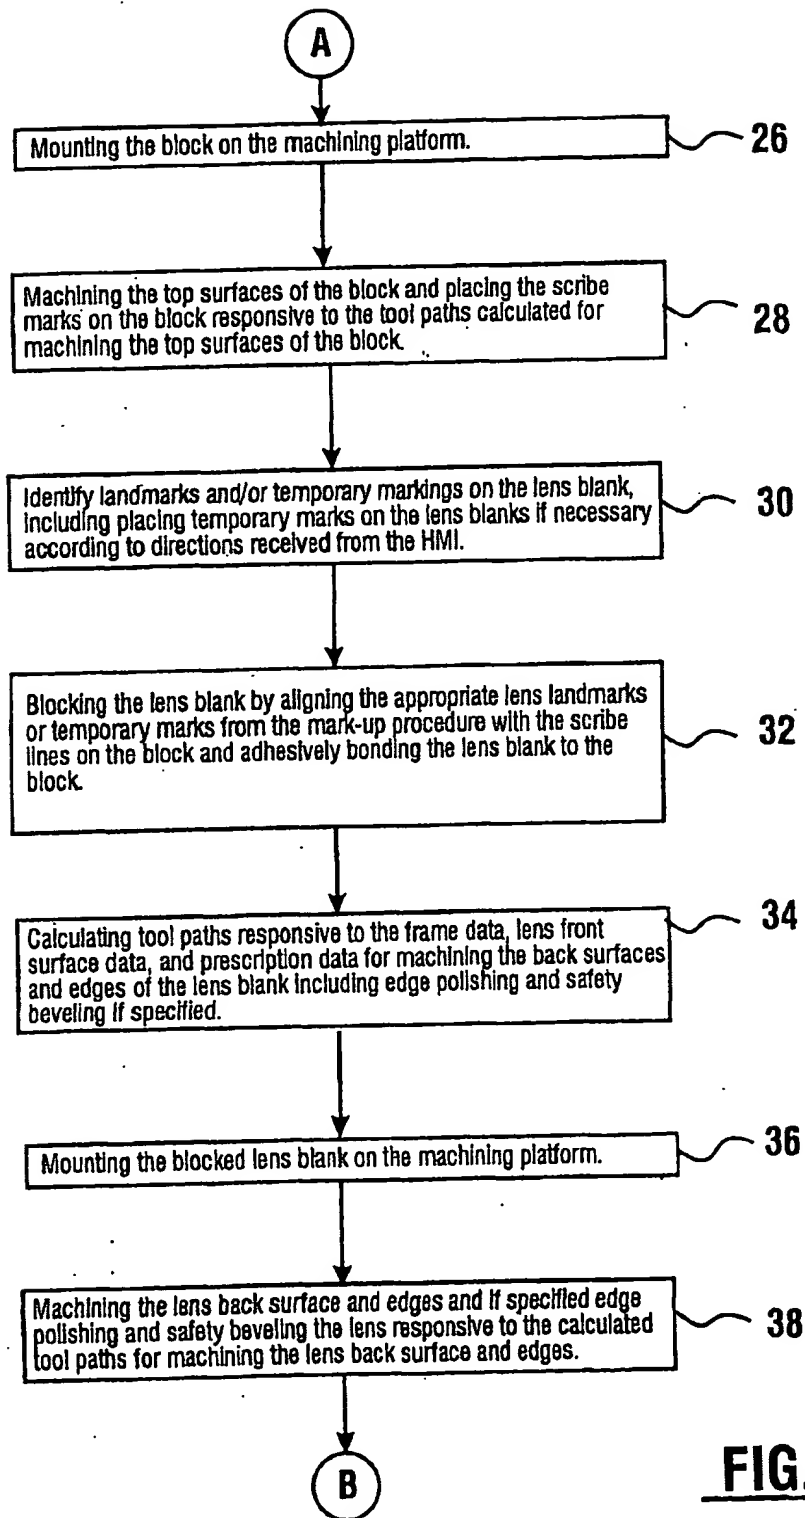 A
Mounting the block on the machining platform.
26
Machining the top surfaces of the block and placing the scribe
marks on the block responsive to the tool paths calculated for
machining the top surfaces of the block.
28
Identify landmarks and/or temporary markings on the lens blank,
including placing temporary marks on the lens blanks if necessary
according to directions received from the HMI.
30
Blocking the lens blank by aligning the appropriate lens landmarks
or temporary marks from the mark-up procedure with the scribe
lines on the block and adhesively bonding the lens blank to the
block.
32
Calculating tool paths responsive to the frame data, lens front
surface data, and prescription data for machining the back surfaces
and edges of the lens blank including edge polishing and safety
beveling if specified.
34
Mounting the blocked lens blank on the machining platform.
36
Machining the lens back surface and edges and if specified edge
polishing and safety beveling the lens responsive to the calculated
tool paths for machining the lens back surface and edges.
38
B
FIG.